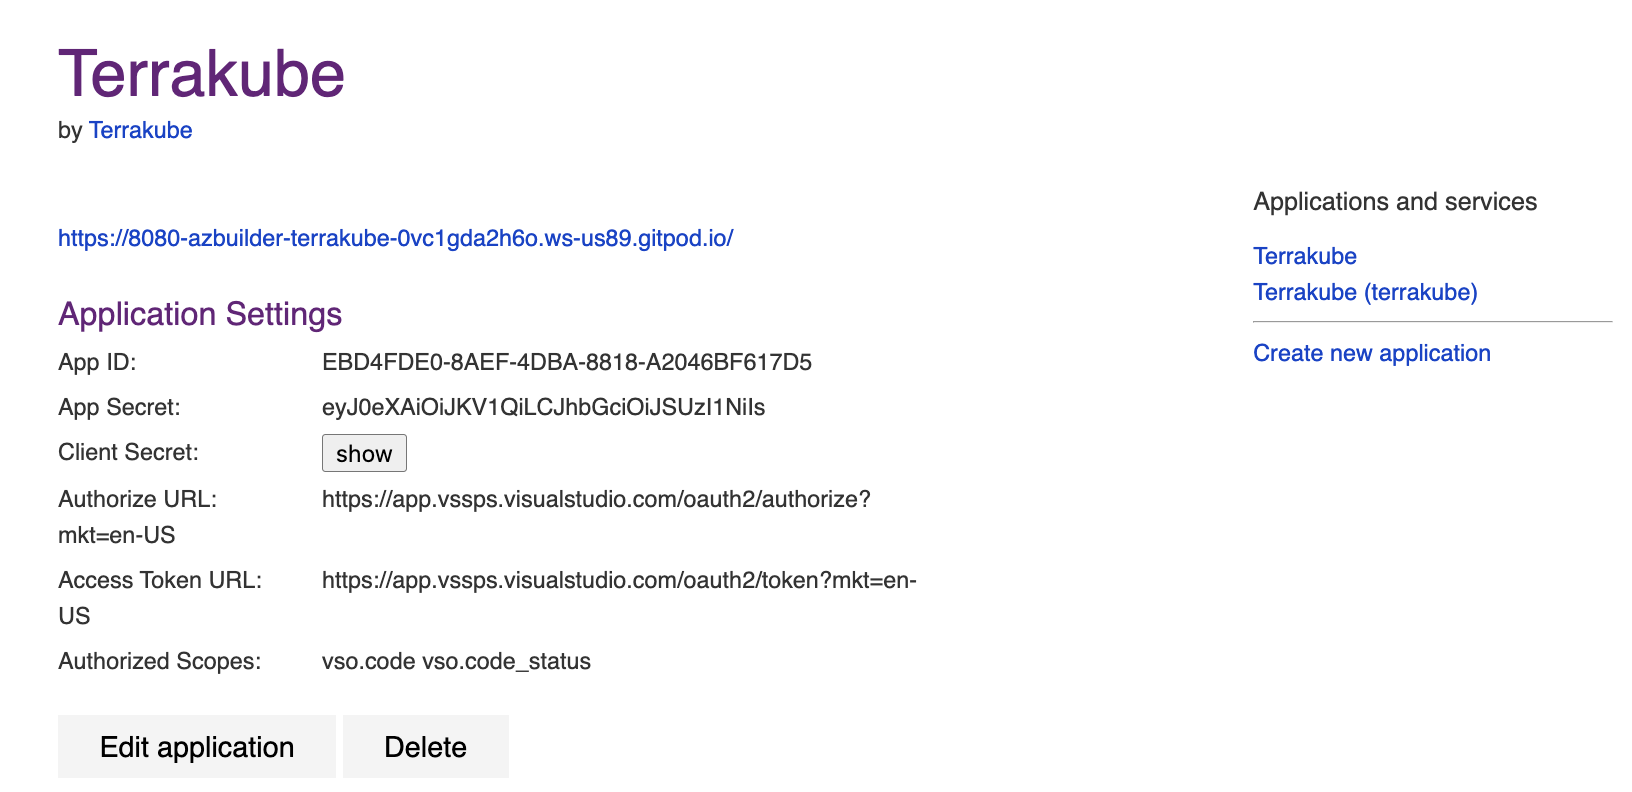 Terrakube
by Terrakube
https://8080-azbuilder-terrakube-0vc1gda2h6o.ws-us89.gitpod.io/
Application Settings
App ID: EBD4FDE0-8AEF-4DBA-8818-A2046BF617D5
App Secret: eyJ0eXAiOiJKV1QiLCJhbGciOiJSUzI1NiIs
Client Secret: show
Authorize URL: https://app.vssps.visualstudio.com/oauth2/authorize?
mkt=en-US
Access Token URL: https://app.vssps.visualstudio.com/oauth2/token?mkt=en-
US
Authorized Scopes: vso.code vso.code_status
Edit application Delete
Applications and services
Terrakube
Terrakube (terrakube)
Create new application